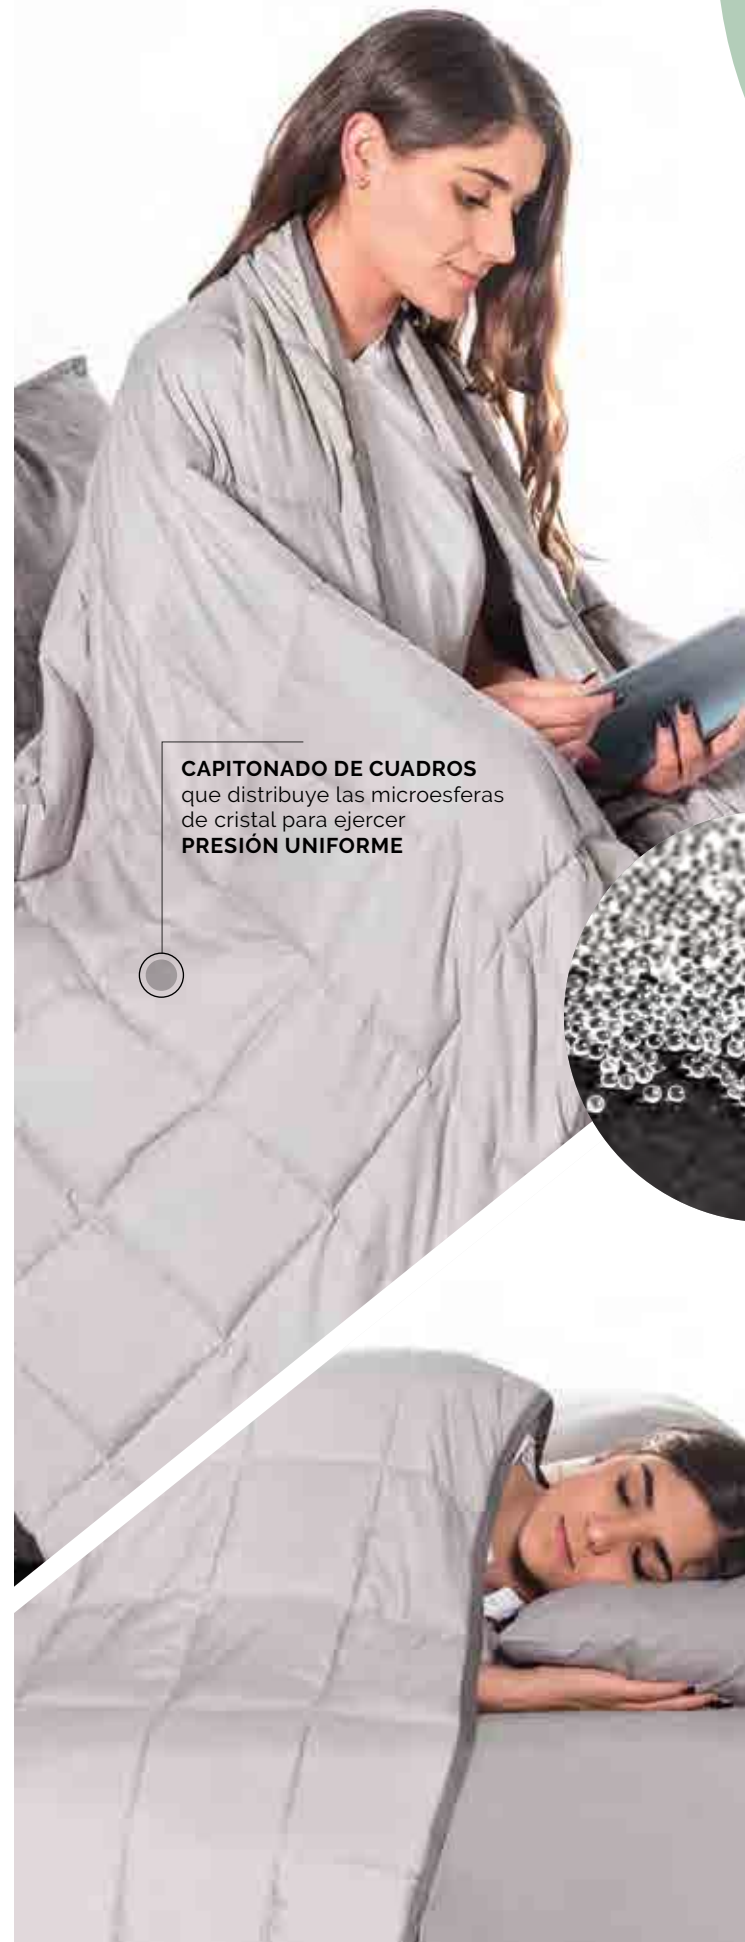 CAPITONADO DE CUADROS
que distribuye las microesferas
de cristal para ejercer
PRESIÓN UNIFORME